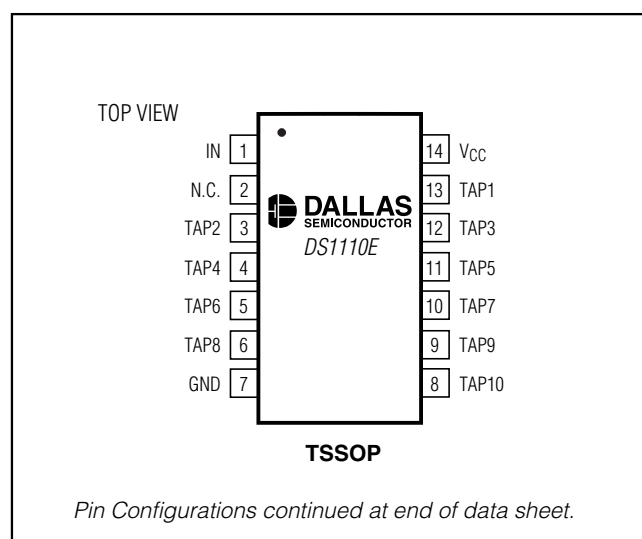 TOP VIEW
IN 1
N.C. 2
TAP2 3
TAP4 4
TAP6 5
TAP8 6
GND 7
DALLAS
SEMICONDUCTOR
DS1110E
14 VCC
13 TAP1
12 TAP3
11 TAP5
10 TAP7
9 TAP9
8 TAP10
TSSOP
Pin Configurations continued at end of data sheet.